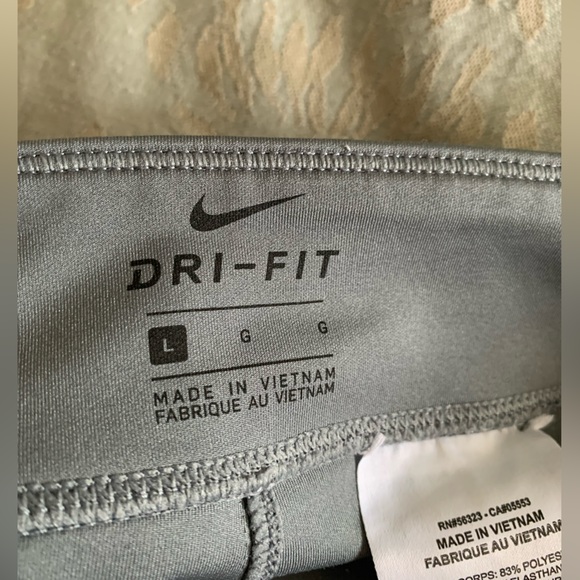 DRI-FIT
L G G
MADE IN VIETNAM
FABRIQUE AU VIETNAM
RN#56323 - CA#05553
MADE IN VIETNAM
FABRIQUE AU VIETNAM
CORPS: 83%